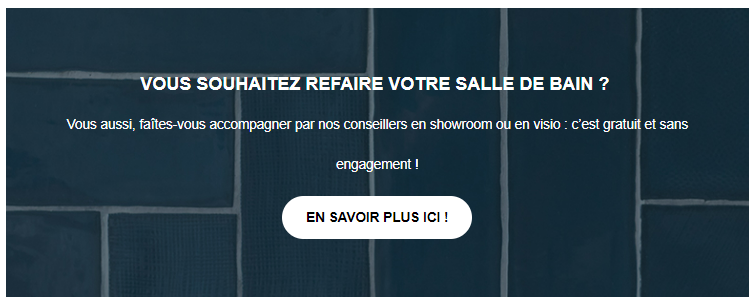 VOUS SOUHAITEZ REFAIRE VOTRE SALLE DE BAIN ?
Vous aussi, faîtes-vous accompagner par nos conseillers en showroom ou en visio : c'est gratuit et sans
engagement !
EN SAVOIR PLUS ICI !